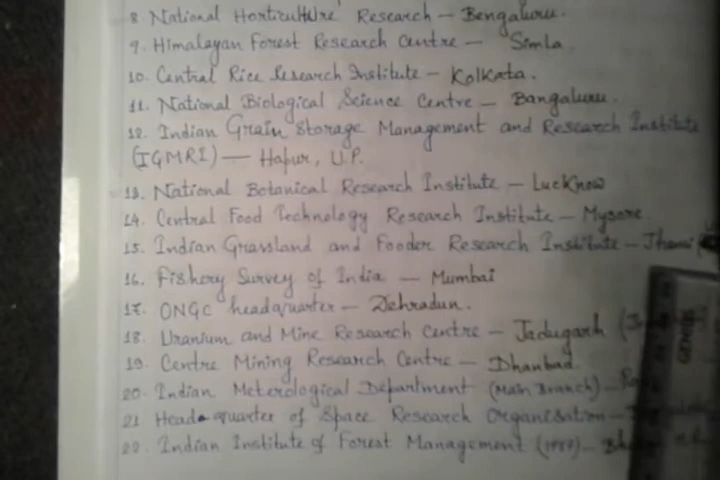 8 National Horticulture Research – Bengaluru.
9. Himalayan Forest Research Centre – Simla
10. Central Rice Research Institute – Kolkata.
11. National Biological Science Centre – Bangaluru.
12. Indian Grain Storage Management and Research Institute
(IGMRI) — Hapur, U.P.
13. National Botanical Research Institute – Lucknow
14. Central Food Technology Research Institute – Mysore.
15. Indian Grassland and Fooder Research Institute – Jhansi
16. Fishery Survey of India — Mumbai
17. ONGC headquarter – Dehradun.
18. Uranium and Mine Research Centre – Jadugarh
19. Centre Mining Research Centre – Dhanbad
20. Indian Meterological Department (Main Branch) –
21 Head quarter of Space Research Organisation –
22. Indian Institute of Forest Management